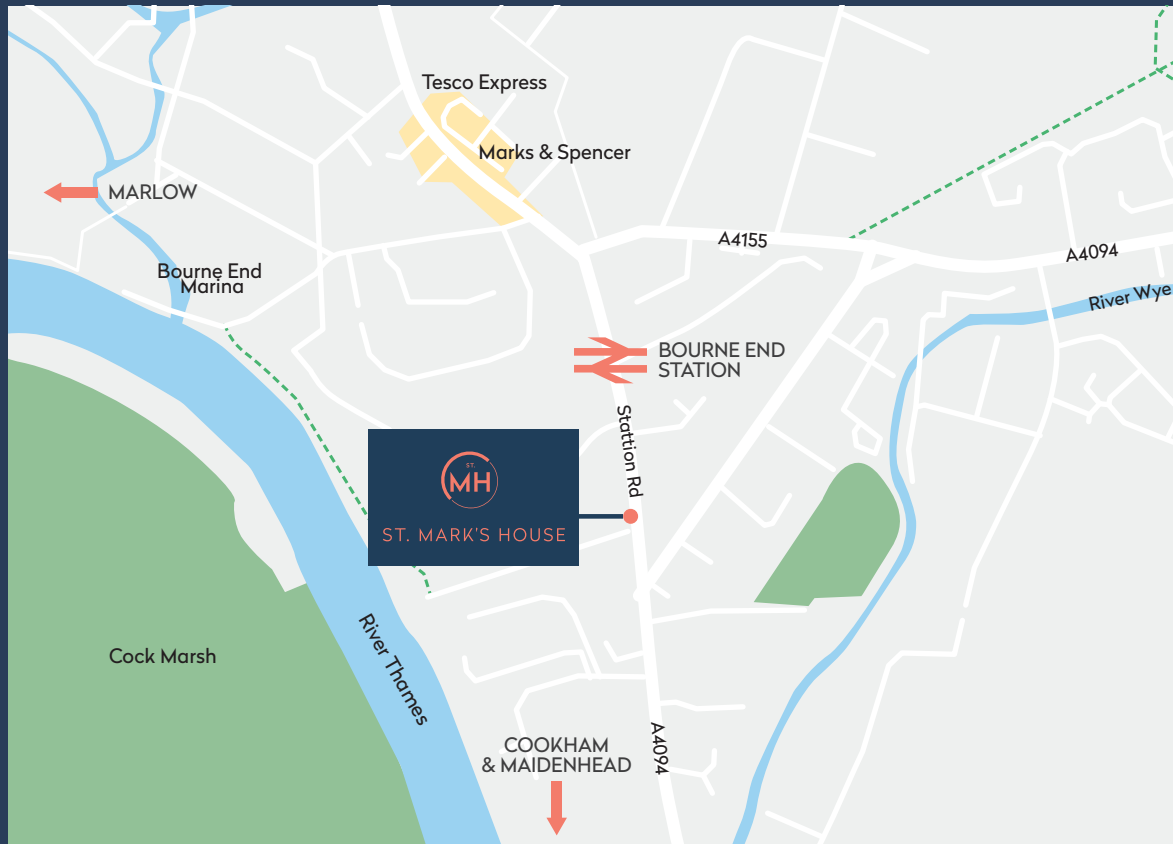 Tesco Express
Marks & Spencer
MARLOW
A4155
A4094
Bourne End
Marina
River Wye
BOURNE END
STATION
Stattion Rd
ST.
MH
ST. MARK'S HOUSE
River Thames
Cock Marsh
A4094
COOKHAM
& MAIDENHEAD